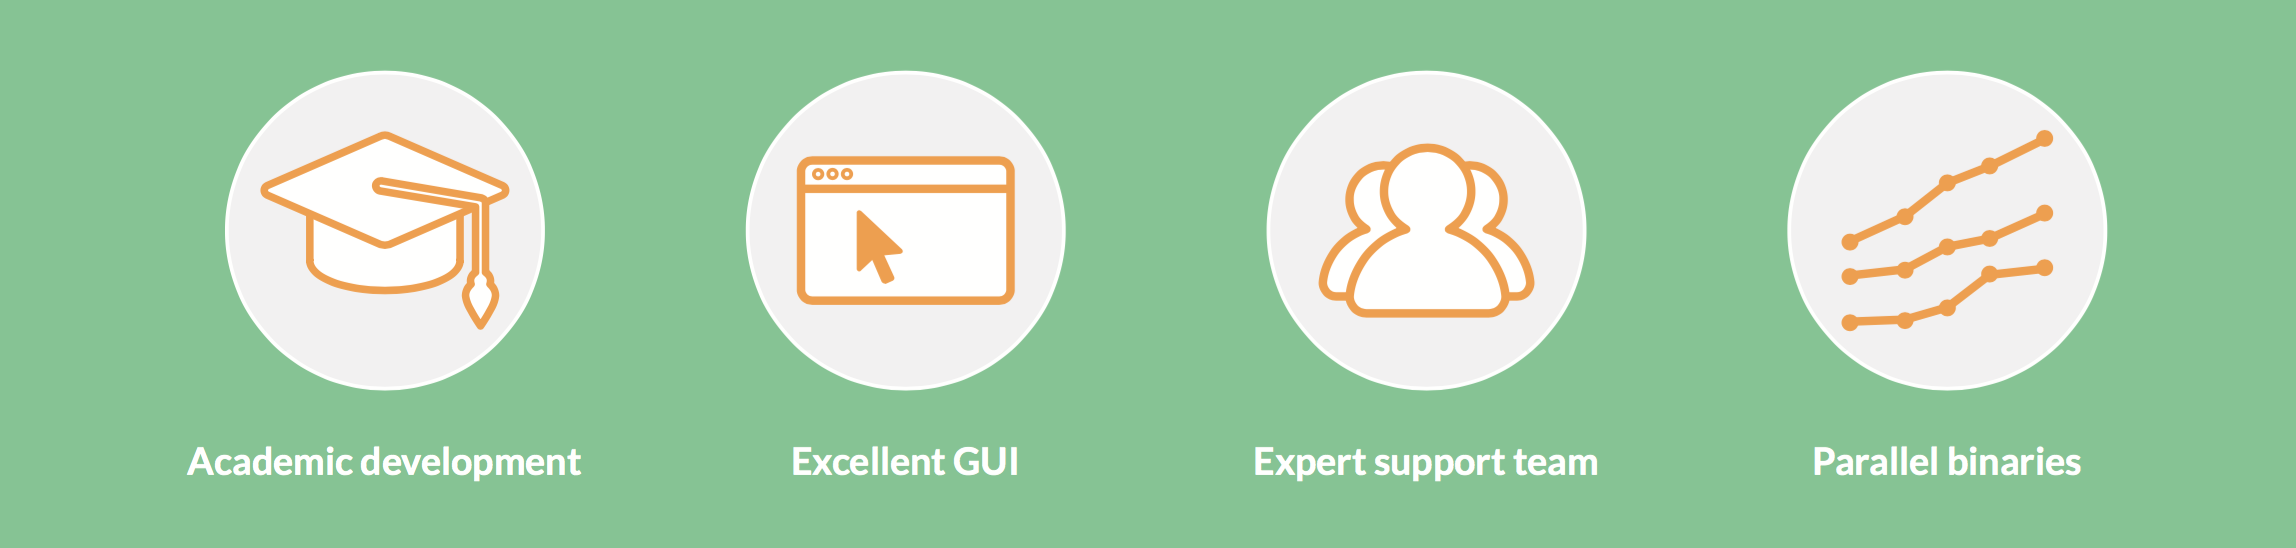 Academic development
Excellent GUI
Expert support team
Parallel binaries